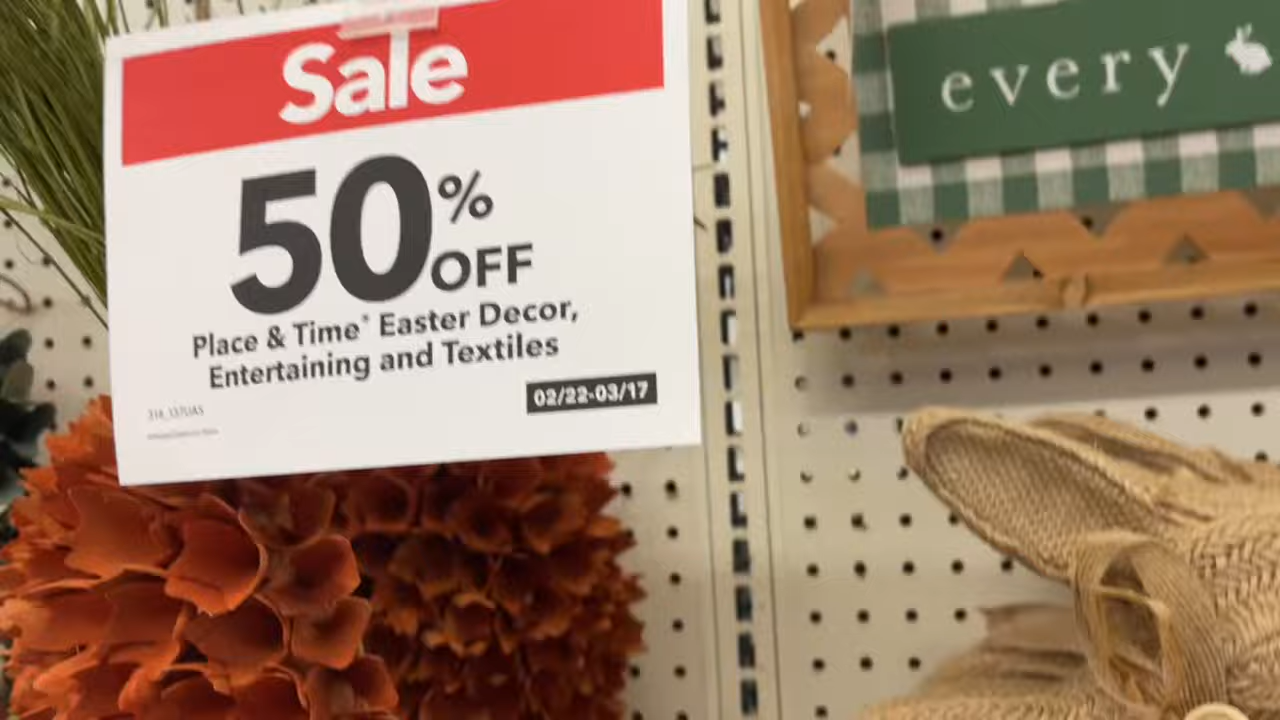 Sale
50%
OFF
Place & Time® Easter Decor,
Entertaining and Textiles
02/22-03/17
every